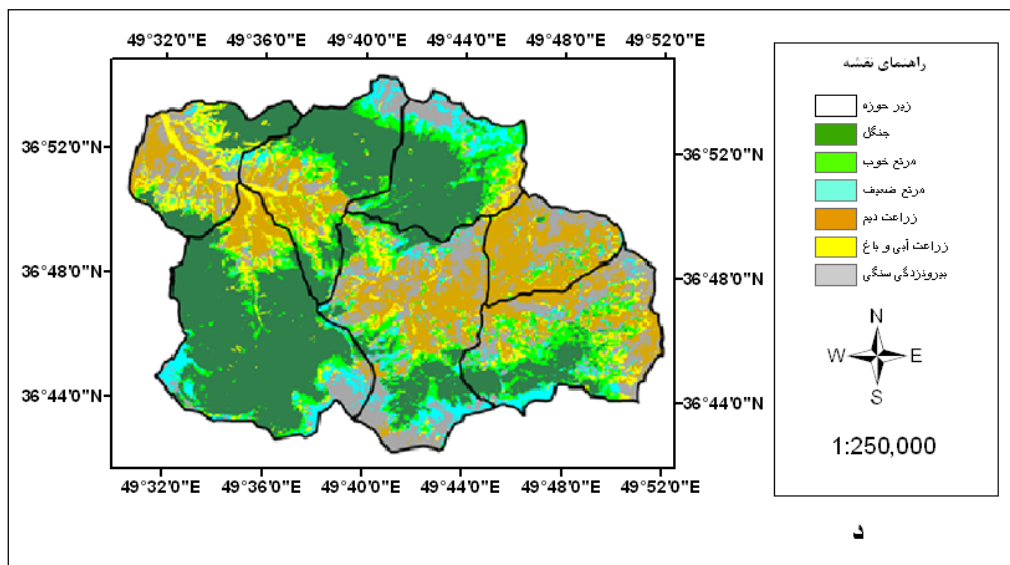 49°32'0"E 49°36'0"E 49°40'0"E 49°44'0"E 49°48'0"E 49°52'0"E
36°52'0"N
36°52'0"N
36°48'0"N
36°48'0"N
36°44'0"N
36°44'0"N
49°32'0"E 49°36'0"E 49°40'0"E 49°44'0"E 49°48'0"E 49°52'0"E
راهنمای نقشه
زیر حوزه
جنگل
مرتع خوب
مرتع ضعیف
زراعت دیم
زراعت آبی و باغ
بیرونزدگی سنگی
N
W E
S
1:250,000
د